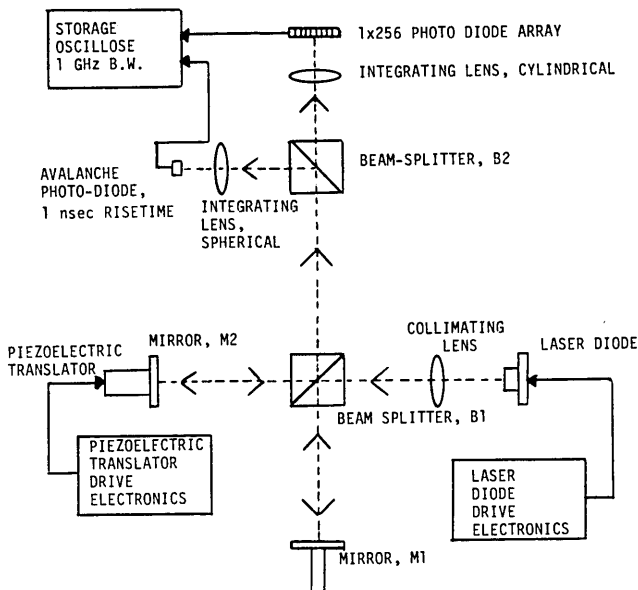 STORAGE
OSCILLOSE
1 GHz B.W.
1x256 PHOTO DIODE ARRAY
INTEGRATING LENS, CYLINDRICAL
BEAM-SPLITTER, B2
AVALANCHE
PHOTO-DIODE,
1 nsec RISETIME
INTEGRATING
LENS,
SPHERICAL
COLLIMATING
LENS
LASER DIODE
MIRROR, M2
PIEZOELECTRIC
TRANSLATOR
BEAM SPLITTER, B1
PIEZOELECTRIC
TRANSLATOR
DRIVE
ELECTRONICS
LASER
DIODE
DRIVE
ELECTRONICS
MIRROR, M1